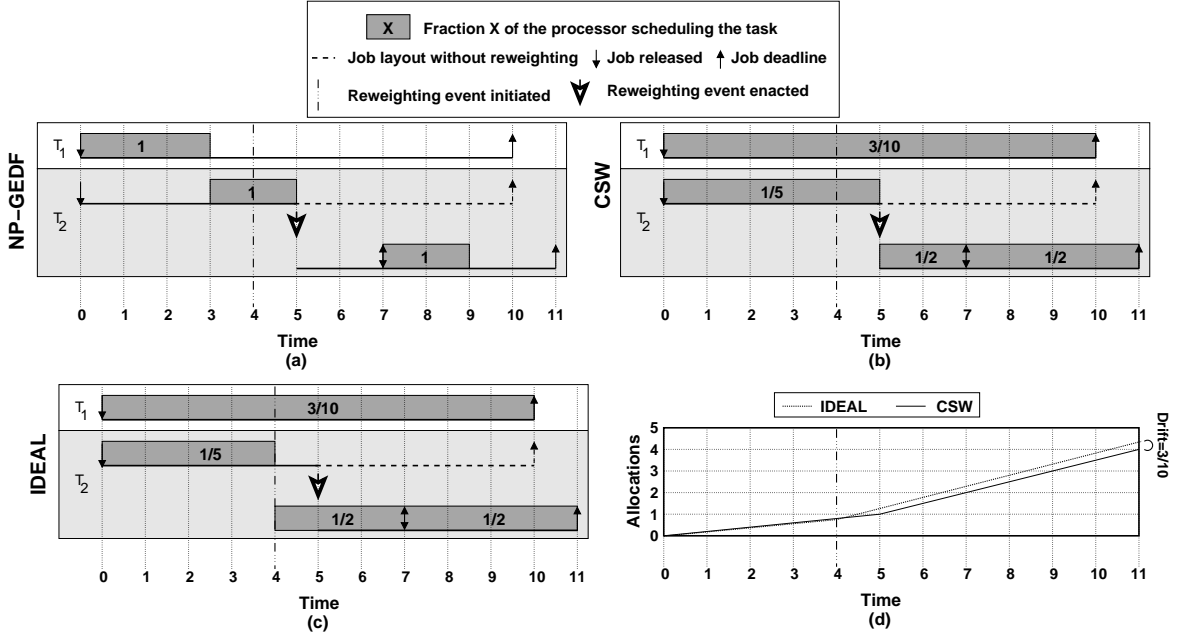 X Fraction X of the processor scheduling the task
Job layout without reweighting Job released Job deadline
Reweighting event initiated Reweighting event enacted
NP–GEDF
T1
1
T2
1
1
0 1 2 3 4 5 6 7 8 9 10 11
Time
(a)
CSW
T1
3/10
T2
1/5
1/2 1/2
0 1 2 3 4 5 6 7 8 9 10 11
Time
(b)
IDEAL
T1
3/10
T2
1/5
1/2 1/2
0 1 2 3 4 5 6 7 8 9 10 11
Time
(c)
IDEAL CSW
Allocations
5
4
3
2
1
0
Drift=3/10
0 1 2 3 4 5 6 7 8 9 10 11
Time
(d)